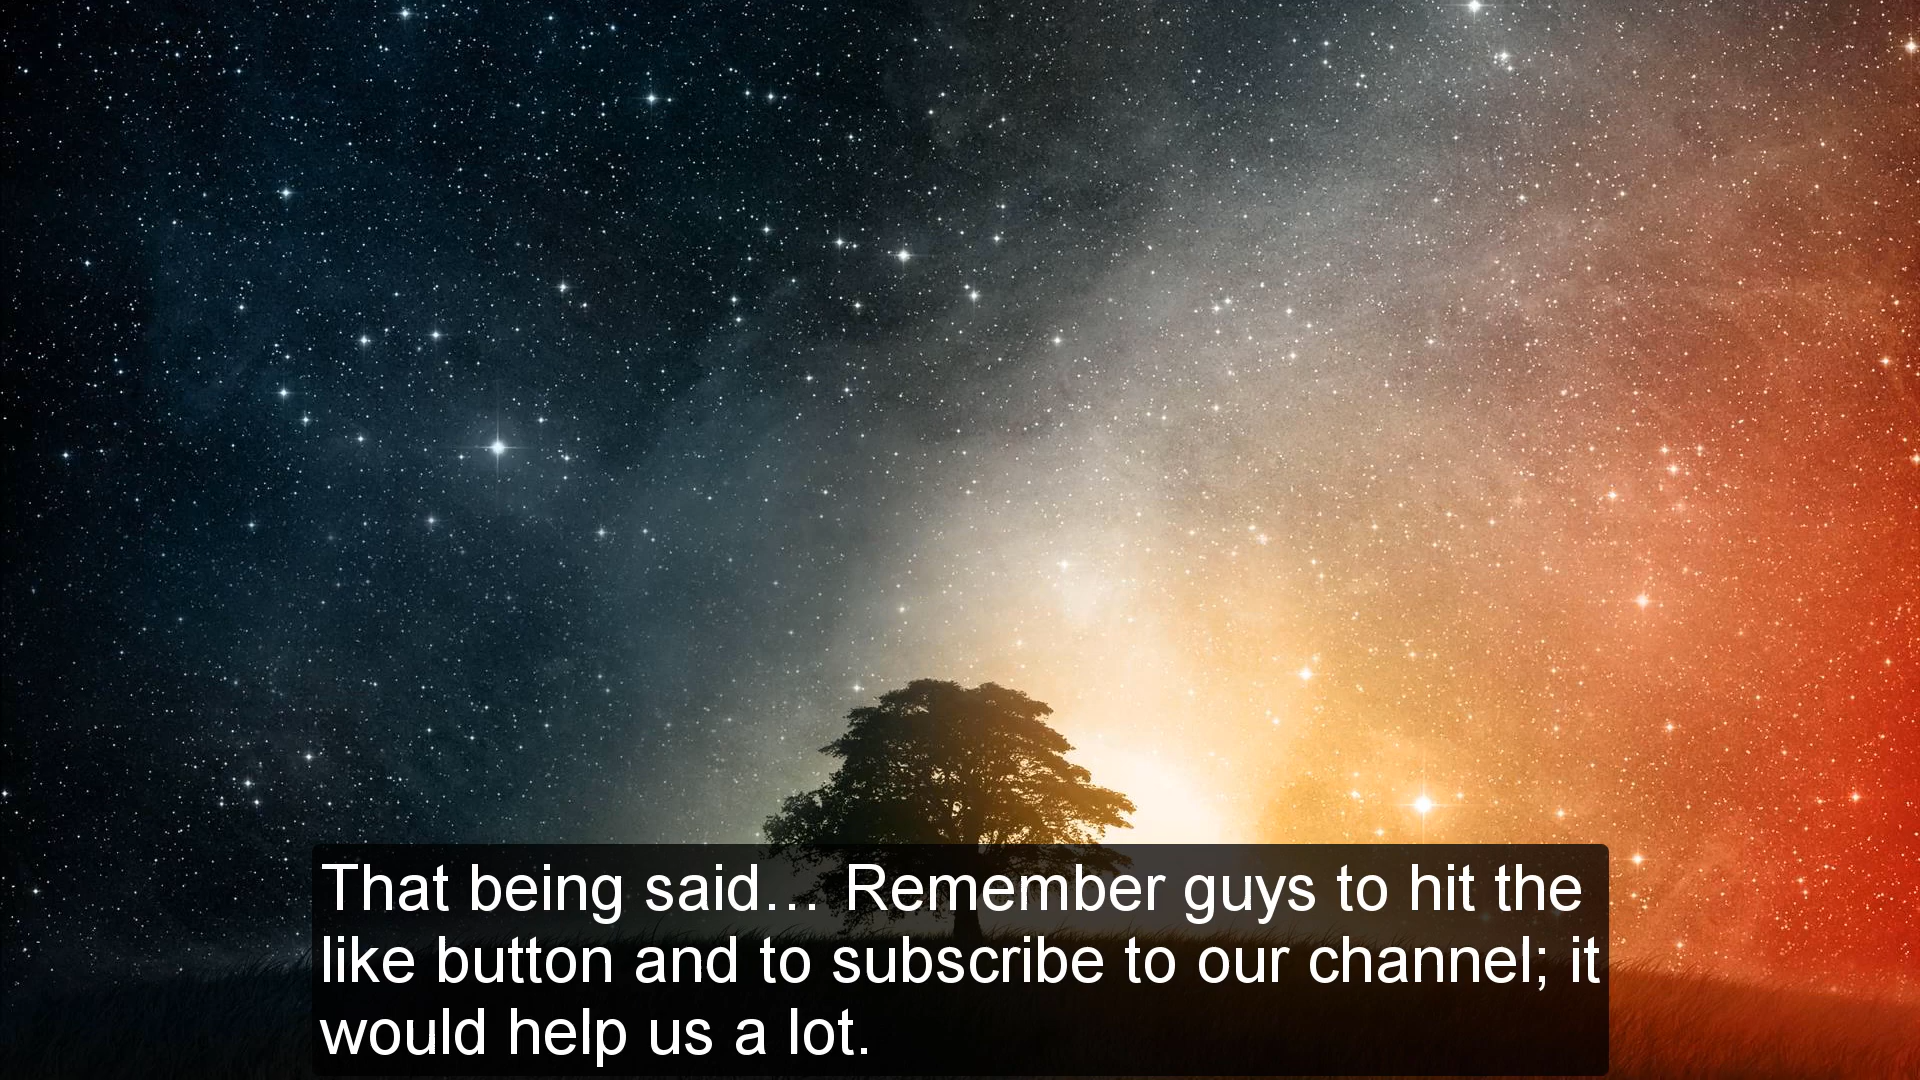 That being said… Remember guys to hit the
like button and to subscribe to our channel; it
would help us a lot.